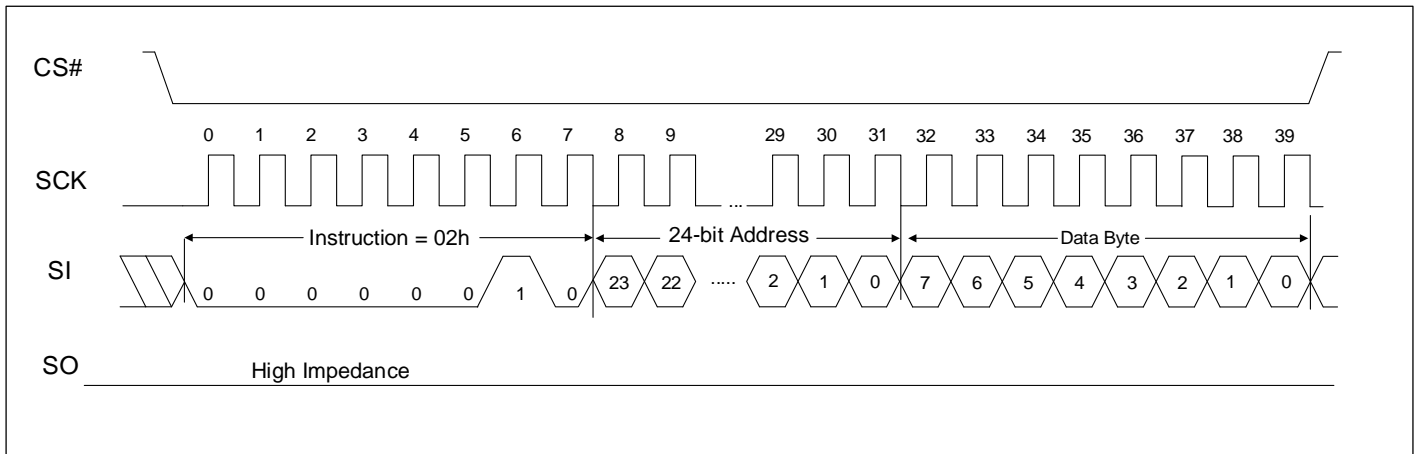 CS#
0 1 2 3 4 5 6 7 8 9 29 30 31 32 33 34 35 36 37 38 39
SCK
...
Instruction = 02h 24-bit Address Data Byte
SI
0 0 0 0 0 0 1 0 23 22 ..... 2 1 0 7 6 5 4 3 2 1 0
SO
High Impedance